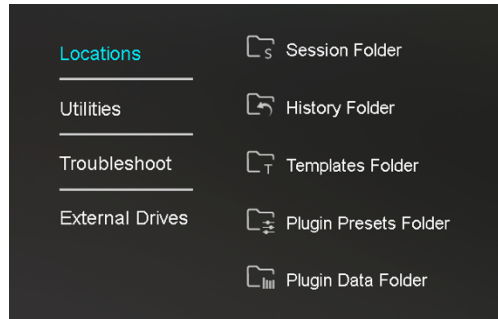 Locations
Utilities
Troubleshoot
External Drives
S Session Folder
History Folder
T Templates Folder
Plugin Presets Folder
Plugin Data Folder